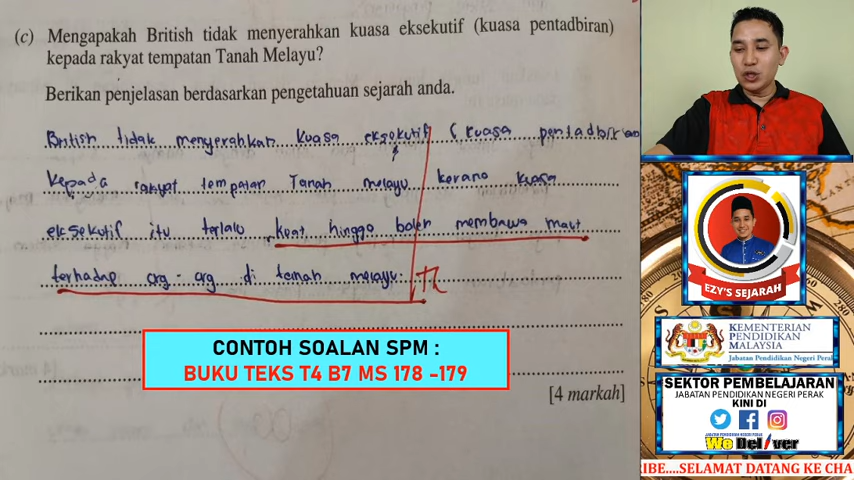 (c) Mengapakah British tidak menyerahkan kuasa eksekutif (kuasa pentadbiran)
kepada rakyat tempatan Tanah Melayu?
Berikan penjelasan berdasarkan pengetahuan sejarah anda.
British tidak menyerahkan kuasa eksekutif (kuasa pentadbiran
kepada rakyat tempatan Tanah melayu kerano kuasa
eksekutif itu terlalu kuat hinggo boleh membawa maut
terhadap org-org di tanah melayu.
[4 markah]
CONTOH SOALAN SPM :
BUKU TEKS T4 B7 MS 178 -179
EZY'S SEJARAH
KEMENTERIAN
PENDIDIKAN
MALAYSIA
Jabatan Pendidikan Negeri Perak
SEKTOR PEMBELAJARAN
JABATAN PENDIDIKAN NEGERI PERAK
KINI DI
We Deliver
RIBE....SELAMAT DATANG KE CHA